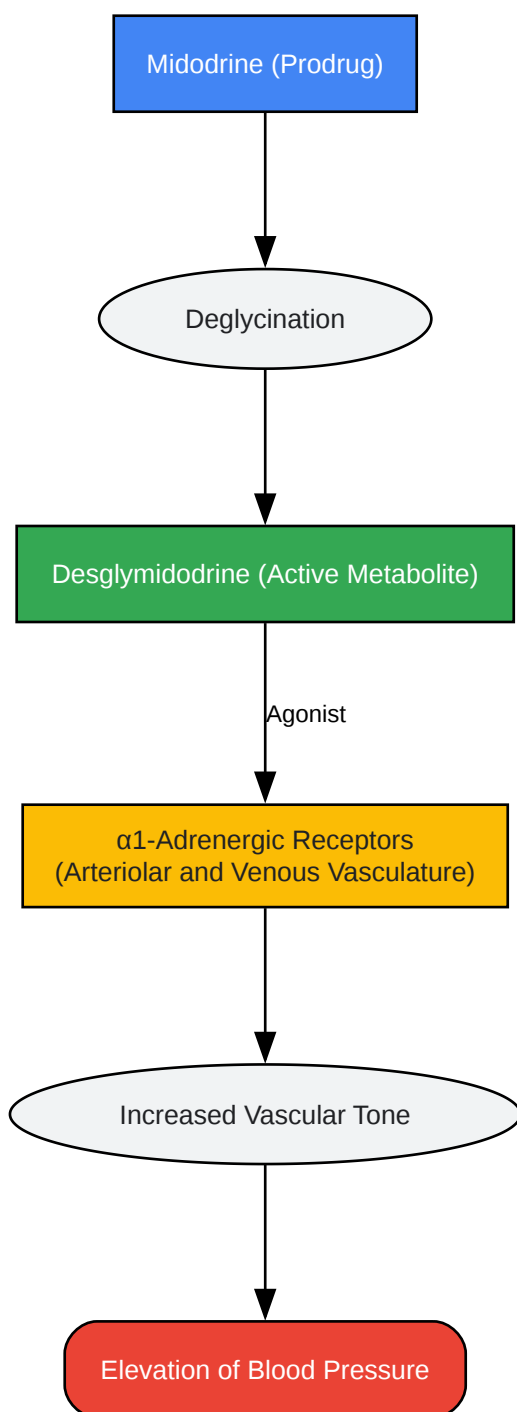 Midodrine (Prodrug)
Deglycination
Desglymidodrine (Active Metabolite)
Agonist
α1-Adrenergic Receptors
(Arteriolar and Venous Vasculature)
Increased Vascular Tone
Elevation of Blood Pressure